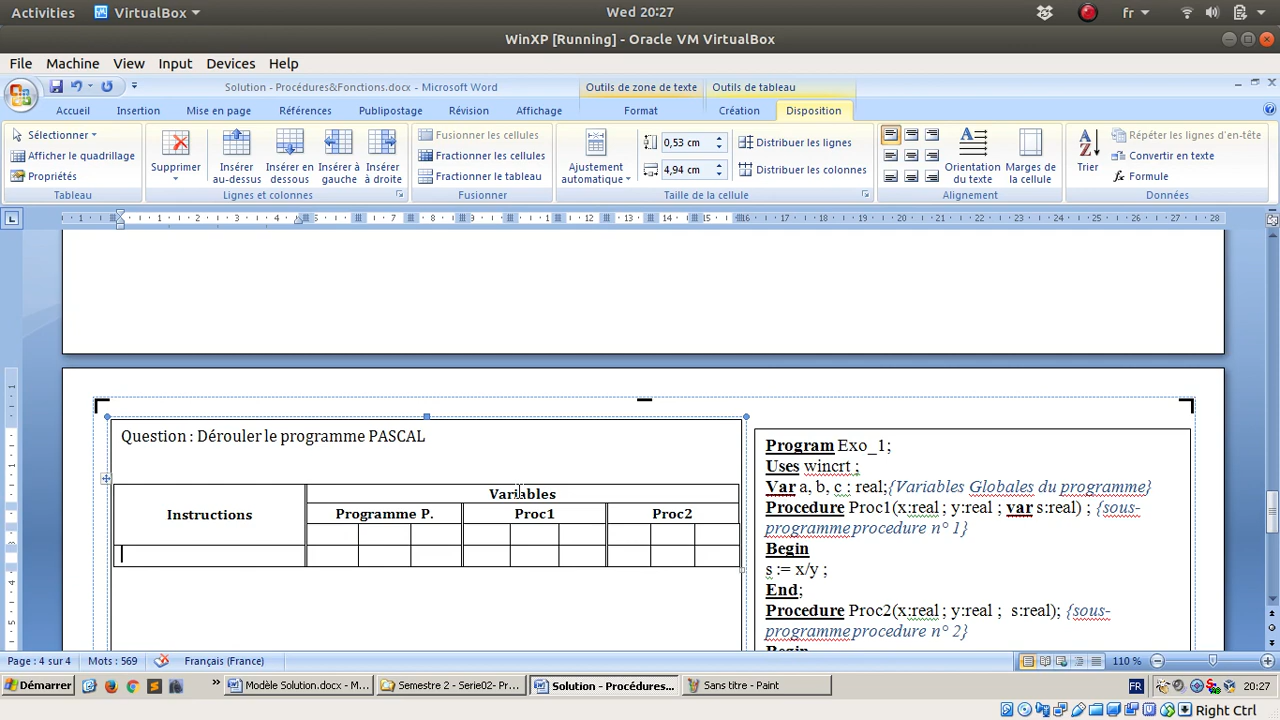 Activities VirtualBox Wed 20:27 fr
WinXP [Running] - Oracle VM VirtualBox
File Machine View Input Devices Help
Solution - Procédures&Fonctions.docx - Microsoft Word Outils de zone de texte Outils de tableau
Accueil Insertion Mise en page Références Publipostage Révision Affichage Format Création Disposition
Sélectionner
Afficher le quadrillage
Propriétés
Tableau
Supprimer
Insérer au-dessus
Insérer en dessous
Insérer à gauche
Insérer à droite
Lignes et colonnes
Fusionner les cellules
Fractionner les cellules
Fractionner le tableau
Fusionner
Ajustement automatique
0,53 cm
4,94 cm
Distribuer les lignes
Distribuer les colonnes
Taille de la cellule
Orientation du texte
Marges de la cellule
Alignement
Trier
Répéter les lignes d'en-tête
Convertir en texte
Formule
Données
Question : Dérouler le programme PASCAL
Instructions
Variables
Programme P. Proc1 Proc2
Program Exo_1;
Uses wincrt ;
Var a, b, c : real;{Variables Globales du programme}
Procedure Proc1(x:real ; y:real ; var s:real) ; {sous-
programme procedure n° 1}
Begin
s := x/y ;
End;
Procedure Proc2(x:real ; y:real ; s:real); {sous-
programme procedure n° 2}
Begin
Page : 4 sur 4 Mots : 569 Français (France) 110 %
Démarrer Modèle Solution.docx - M... Semestre 2 - Serie02- Pr... Solution - Procédures... Sans titre - Paint FR 20:27
Right Ctrl